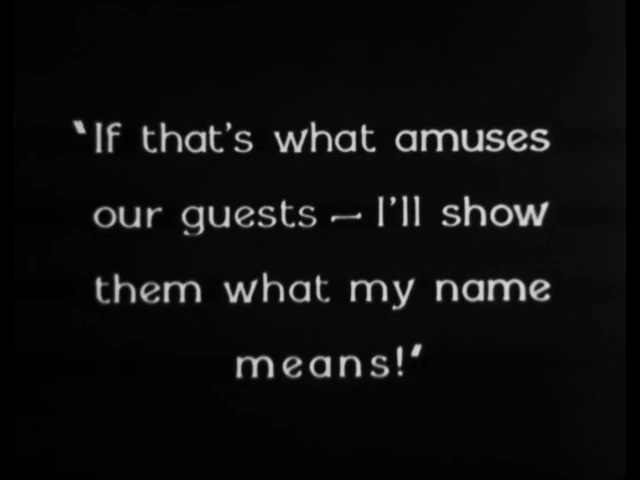 ‛If that's what amuses
our guests — I'll show
them what my name
means!'